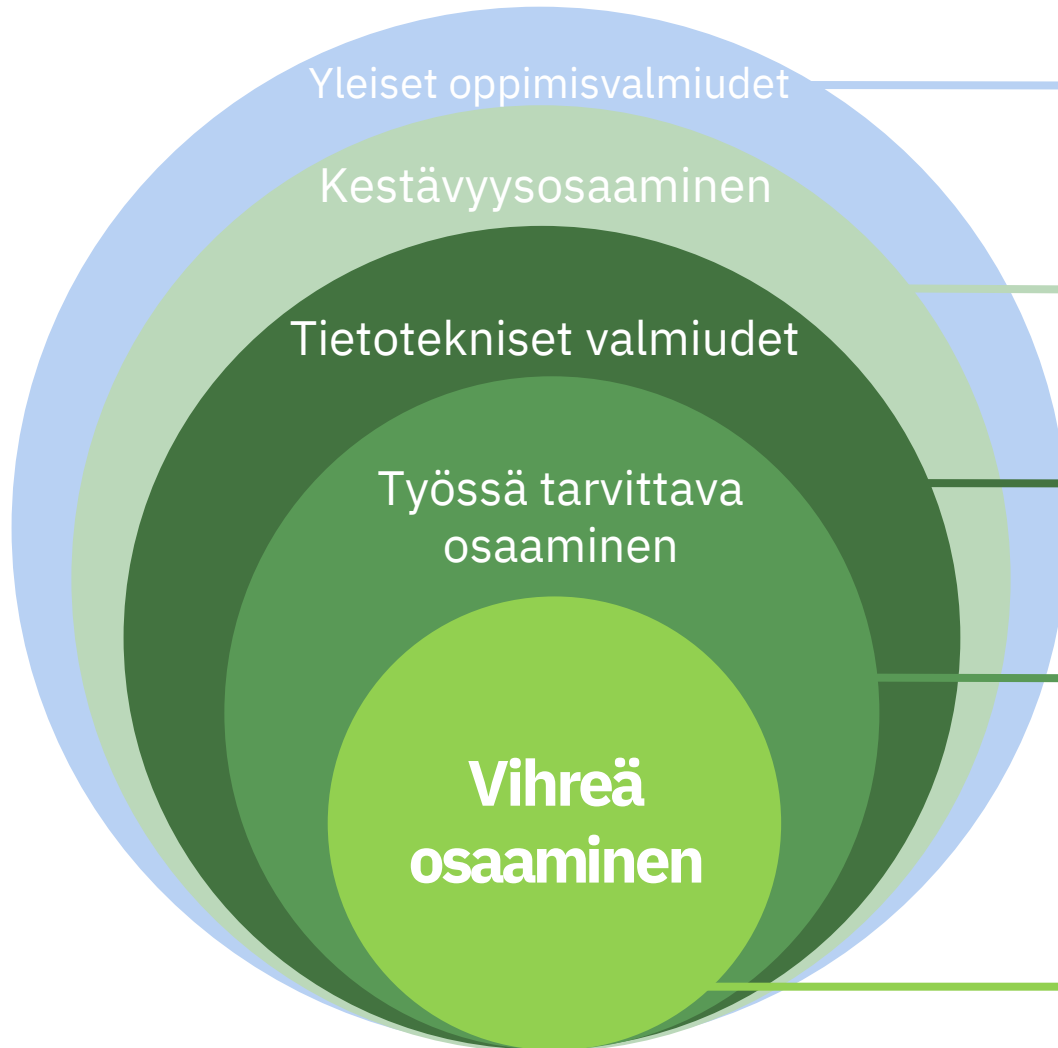 Yleiset oppimisvalmiudet
Kestävyysosaaminen
Tietotekniset valmiudet
Työssä tarvittava
osaaminen
Vihreä
osaaminen